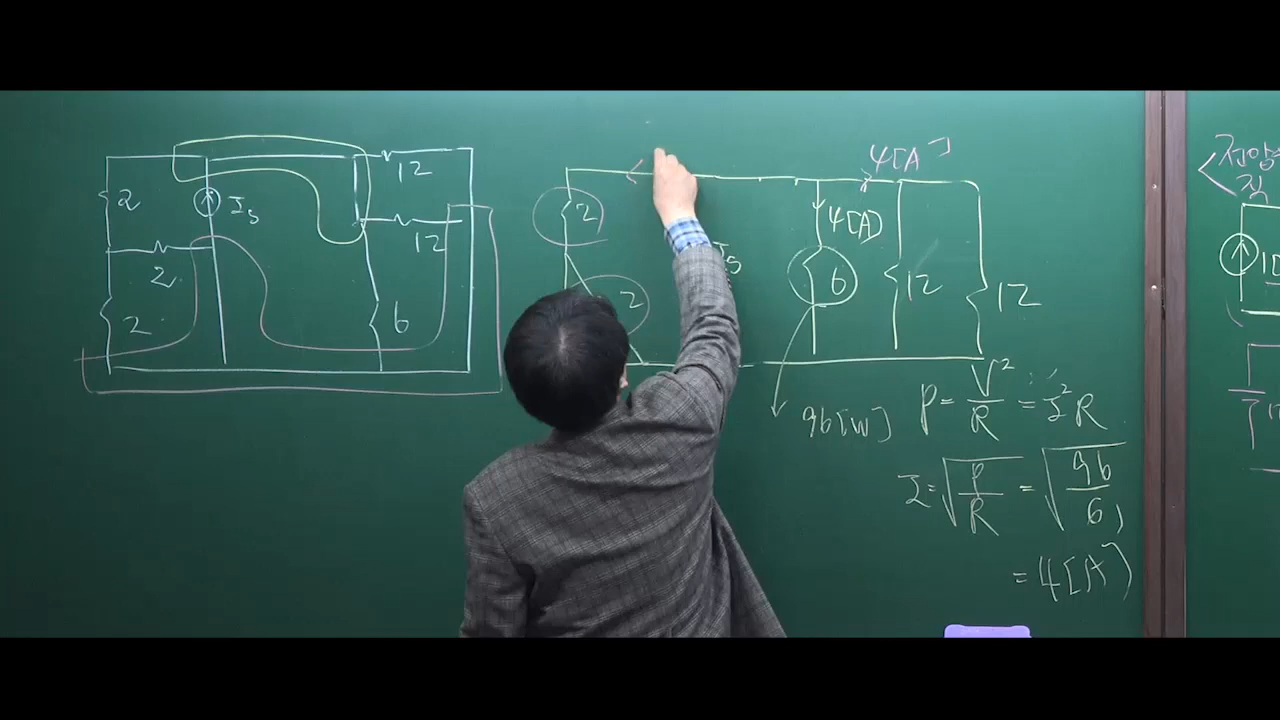 2
I_s
12
12
2
2
6
2
2
4[A]
4[A]
6
12
12
96[W]
P = V²/R = I²R
I = √(P/R) = √(96/6)
= 4[A]